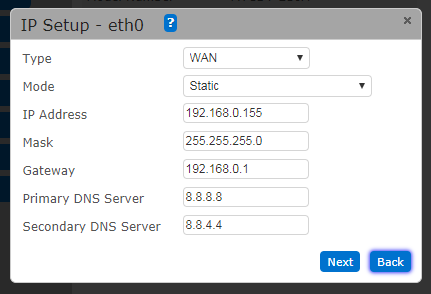 IP Setup - eth0 ? ×
Type WAN
Mode Static
IP Address 192.168.0.155
Mask 255.255.255.0
Gateway 192.168.0.1
Primary DNS Server 8.8.8.8
Secondary DNS Server 8.8.4.4
Next Back